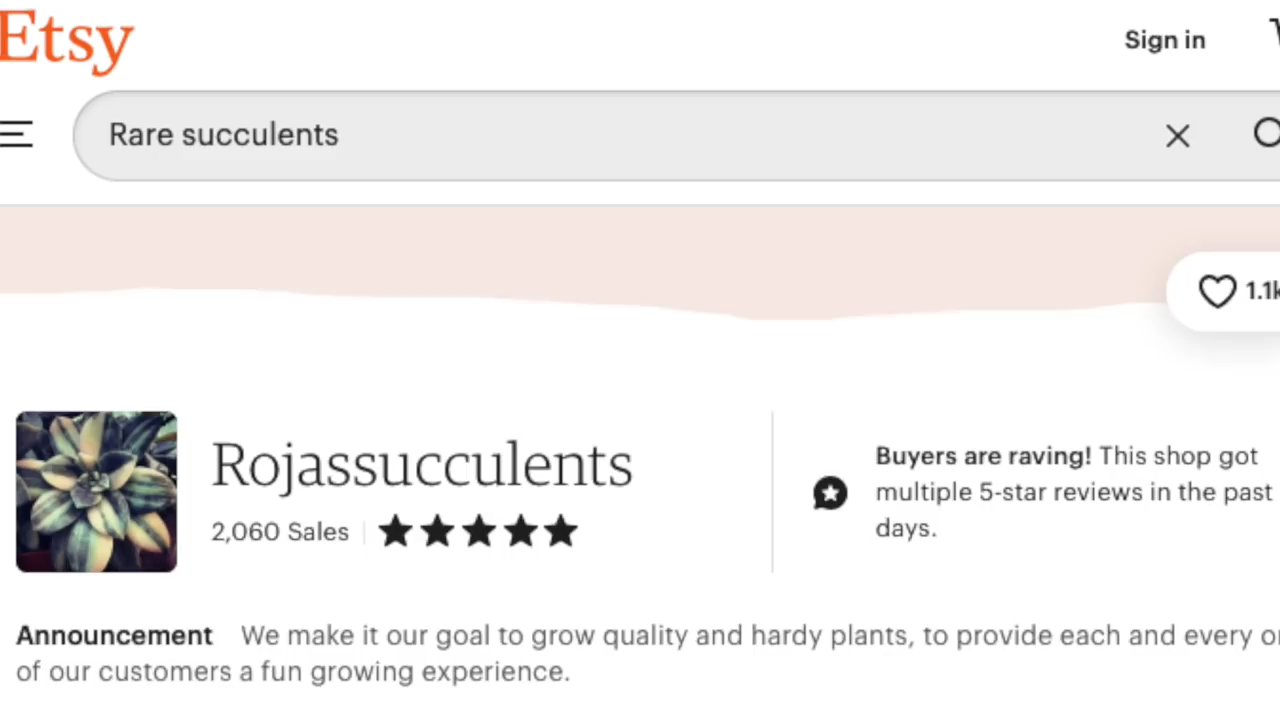 Etsy
Sign in
Rare succulents
1.1k
Rojassucculents
2,060 Sales
Buyers are raving! This shop got
multiple 5-star reviews in the past
days.
Announcement We make it our goal to grow quality and hardy plants, to provide each and every
of our customers a fun growing experience.